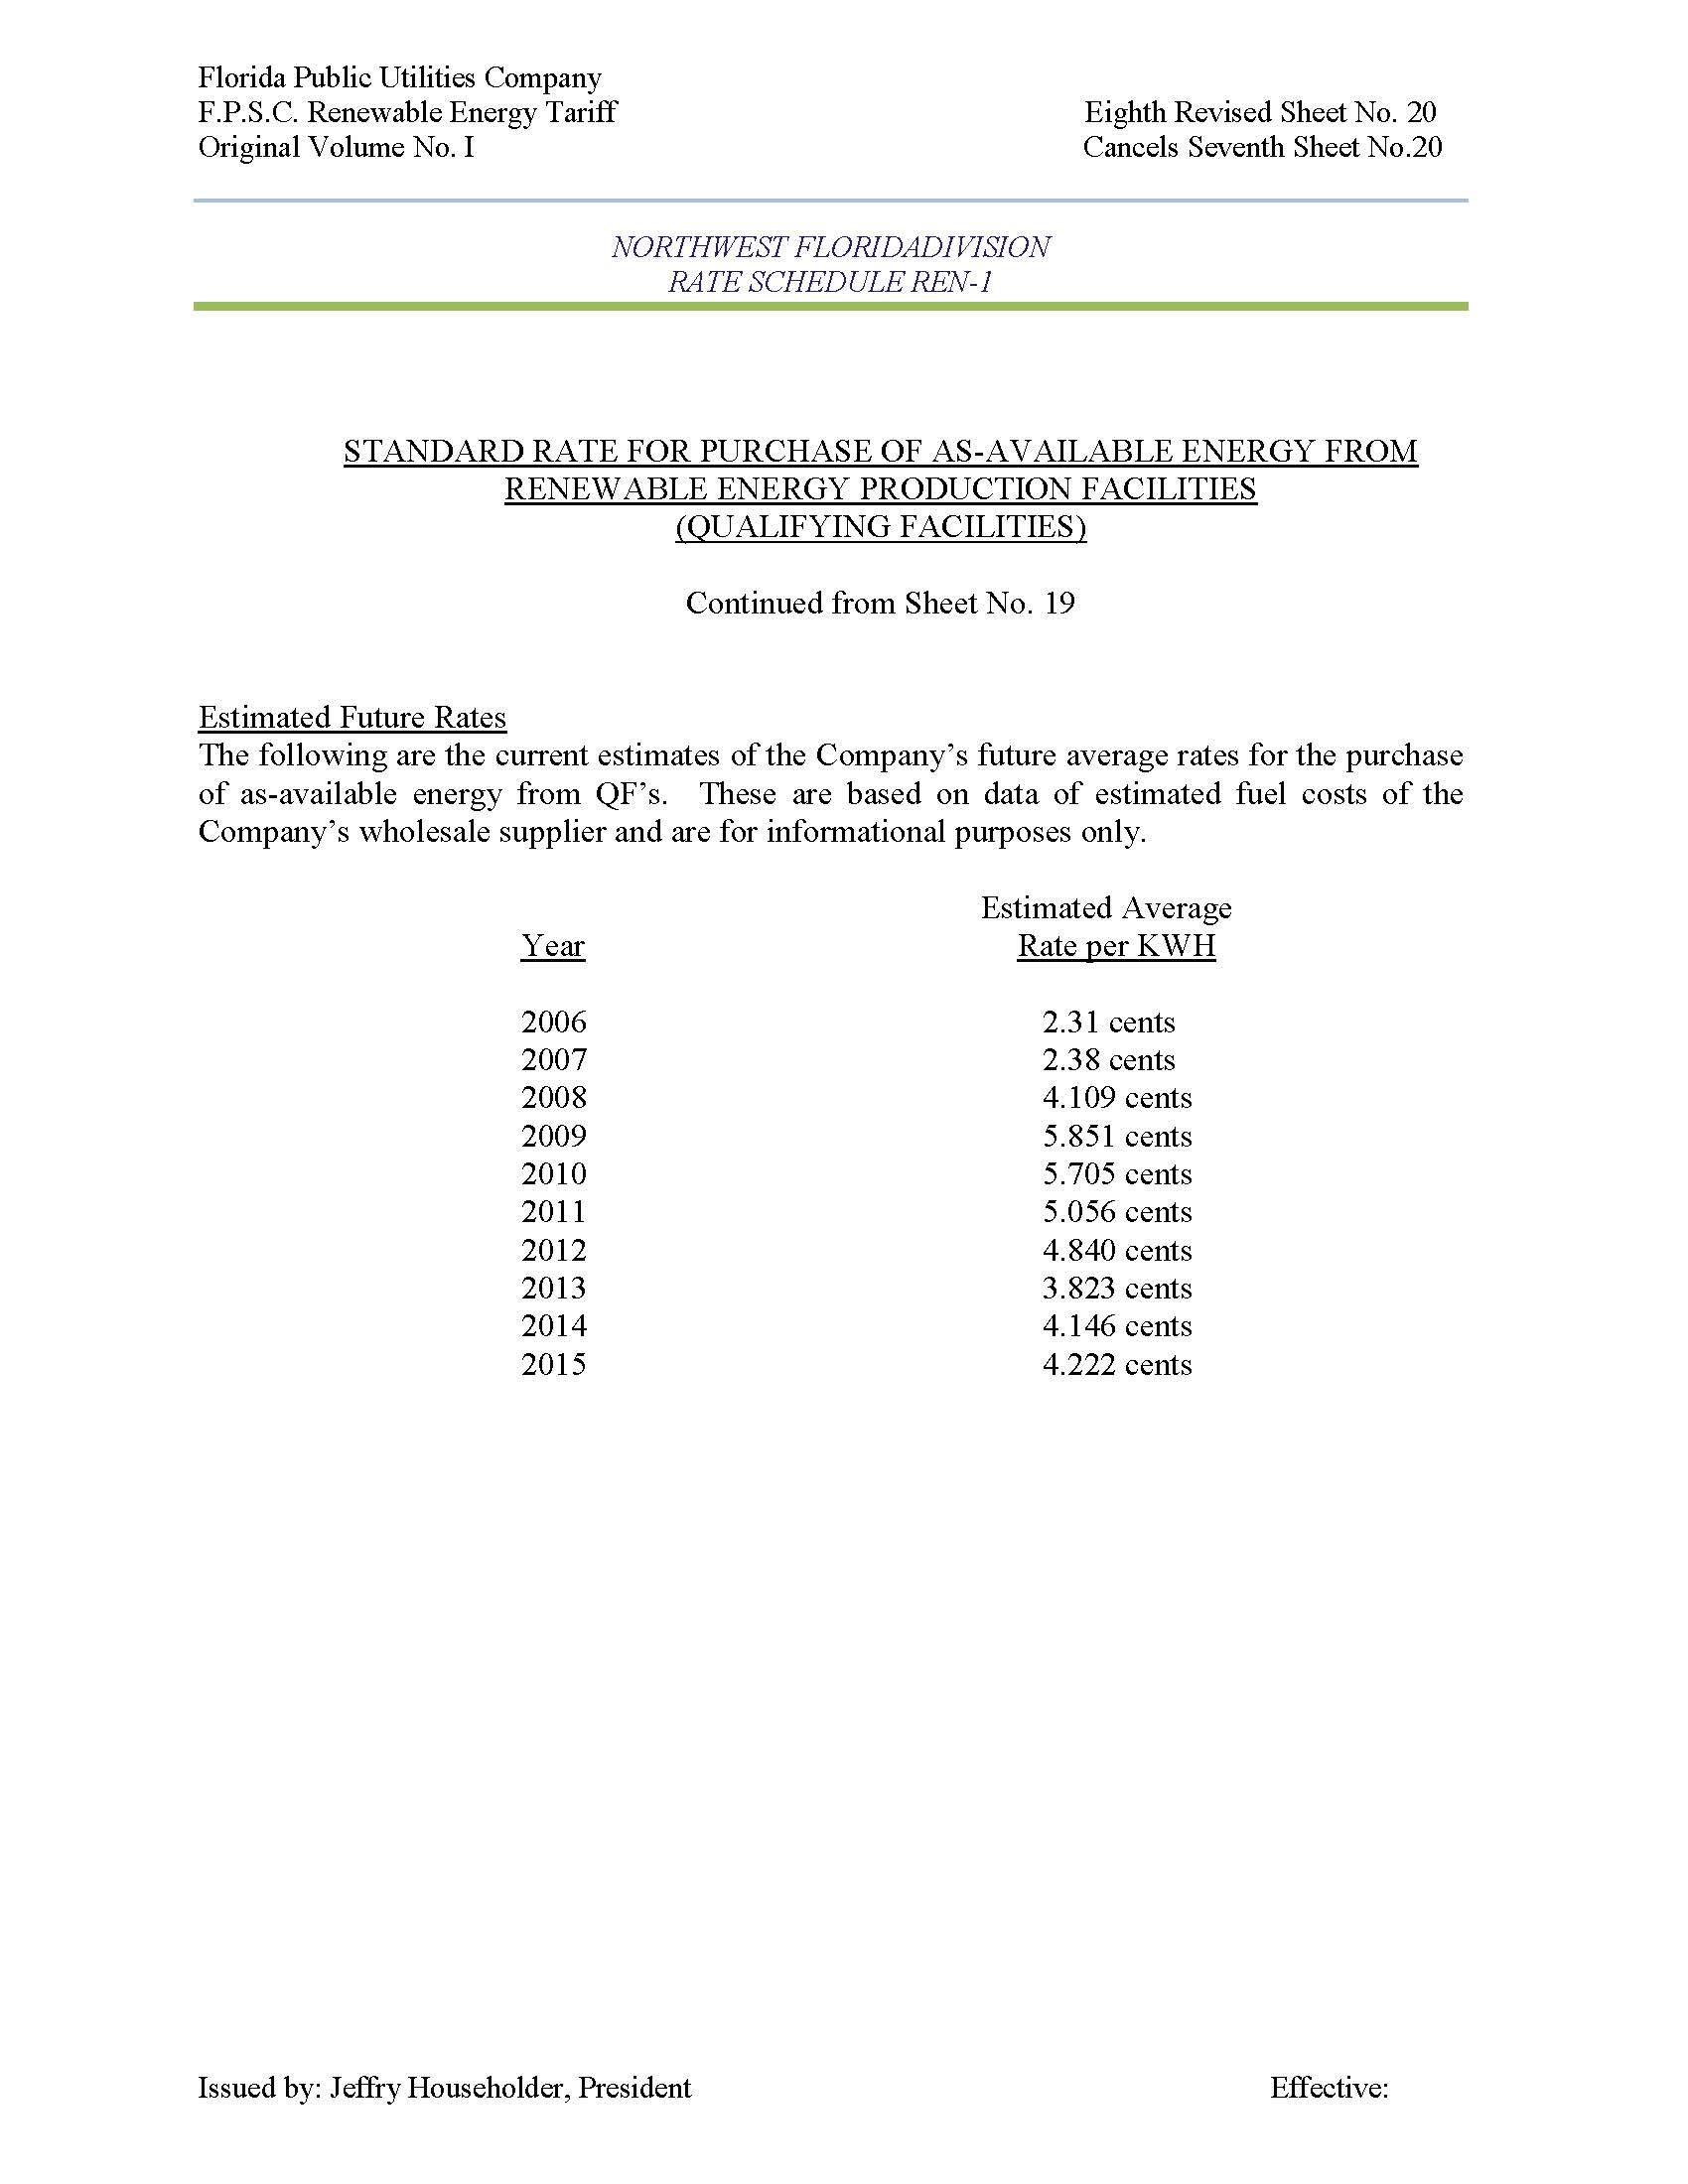 Florida Public Utilities Company
F.P.S.C. Renewable Energy Tariff Eighth Revised Sheet No. 20
Original Volume No. I Cancels Seventh Sheet No.20
NORTHWEST FLORIDADIVISION
RATE SCHEDULE REN-1
STANDARD RATE FOR PURCHASE OF AS-AVAILABLE ENERGY FROM
RENEWABLE ENERGY PRODUCTION FACILITIES
(QUALIFYING FACILITIES)
Continued from Sheet No. 19
Estimated Future Rates
The following are the current estimates of the Company’s future average rates for the purchase
of as-available energy from QF’s. These are based on data of estimated fuel costs of the
Company’s wholesale supplier and are for informational purposes only.
Estimated Average
Year Rate per KWH
2006 2.31 cents
2007 2.38 cents
2008 4.109 cents
2009 5.851 cents
2010 5.705 cents
2011 5.056 cents
2012 4.840 cents
2013 3.823 cents
2014 4.146 cents
2015 4.222 cents
Issued by: Jeffry Householder, President Effective: